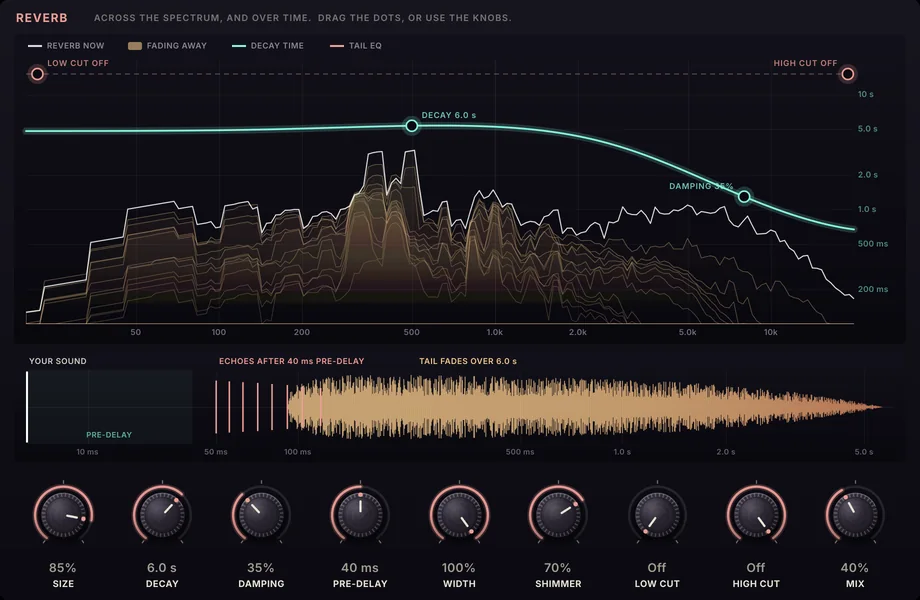 REVERB
ACROSS THE SPECTRUM, AND OVER TIME. DRAG THE DOTS, OR USE THE KNOBS.
REVERB NOW FADING AWAY DECAY TIME TAIL EQ
LOW CUT OFF HIGH CUT OFF
10 s
DECAY 6.0 s
5.0 s
2.0 s
DAMPING 35%
1.0 s
500 ms
200 ms
50 100 200 500 1.0k 2.0k 5.0k 10k
YOUR SOUND ECHOES AFTER 40 ms PRE-DELAY TAIL FADES OVER 6.0 s
PRE-DELAY
10 ms 50 ms 100 ms 500 ms 1.0 s 2.0 s 5.0 s
85% 6.0 s 35% 40 ms 100% 70% Off Off 40%
SIZE DECAY DAMPING PRE-DELAY WIDTH SHIMMER LOW CUT HIGH CUT MIX